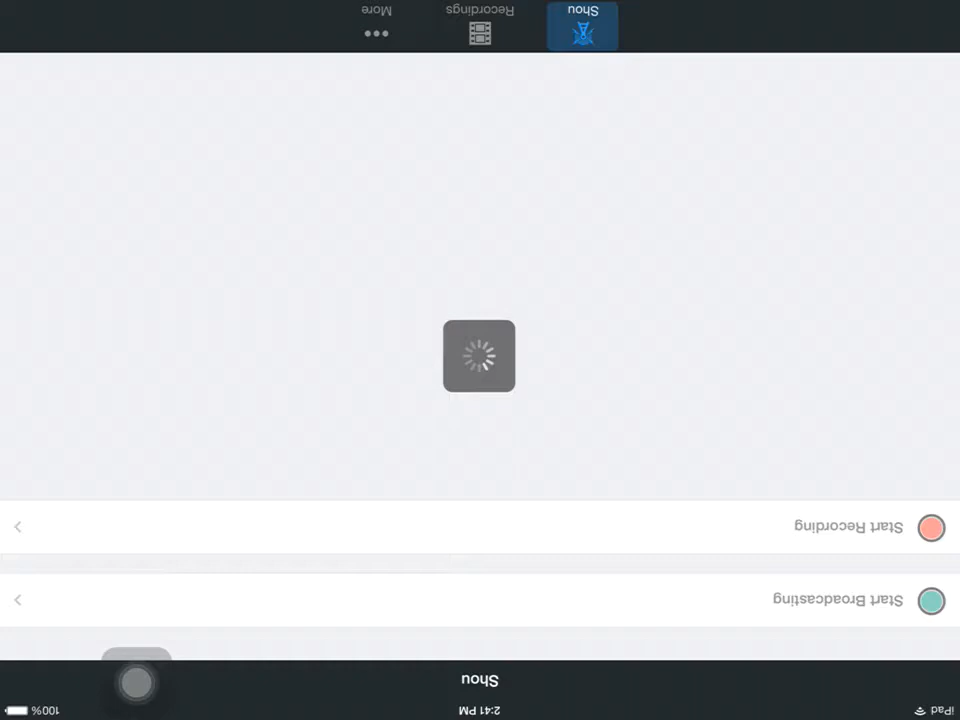 iPad 2:41 PM 100%
Shou
Start Broadcasting
Start Recording
Shou Recordings More